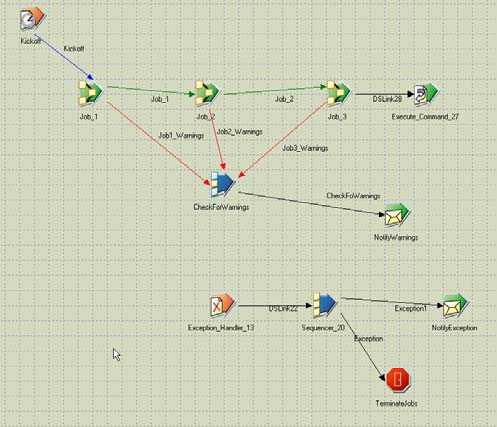 Kickoff
Kickoff
Job_1
Job_2
Job_1
Job_2
Job_3
DSLink28
Execute_Command_27
Job1_Warnings
Job2_Warnings
Job3_Warnings
CheckFoWarnings
CheckFoWarnings
NotifyWarnings
Exception_Handler_13
DSLink22
Sequencer_20
Exception1
NotifyException
Exception
TerminateJobs